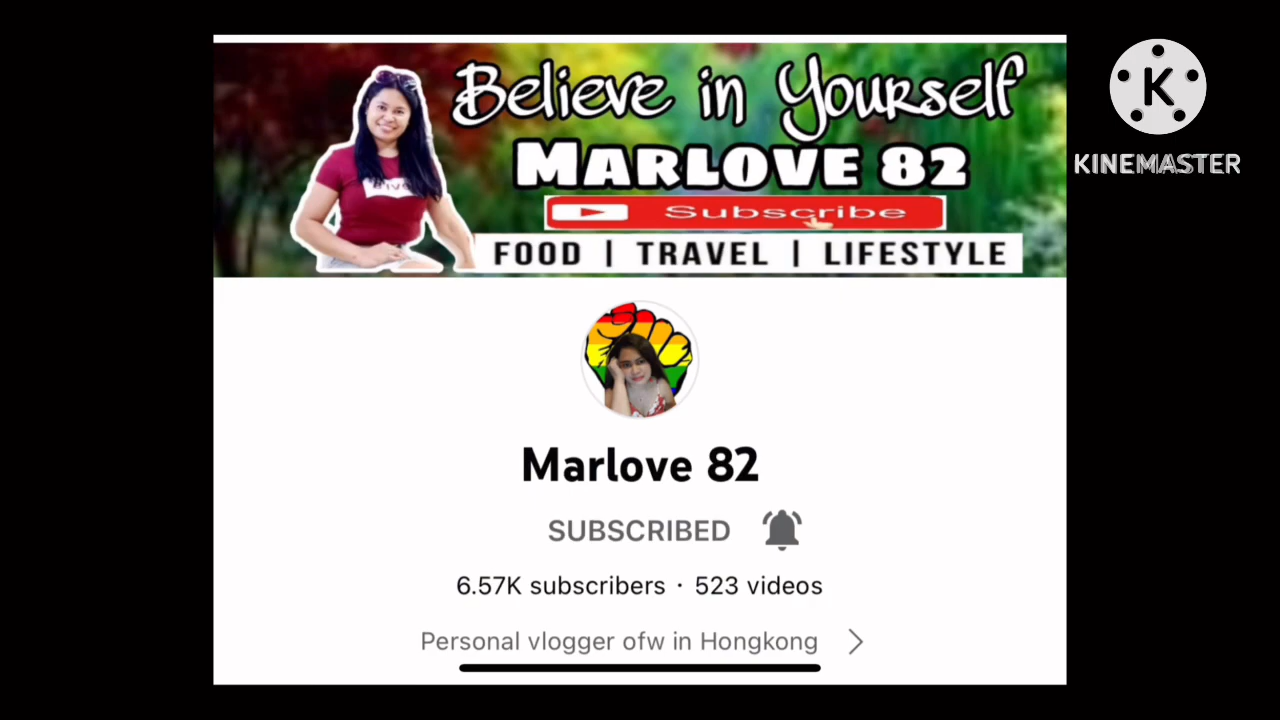 Believe in Yourself
MARLOVE 82
Subscribe
FOOD | TRAVEL | LIFESTYLE
K
KINEMASTER
Marlove 82
SUBSCRIBED
6.57K subscribers · 523 videos
Personal vlogger ofw in Hongkong